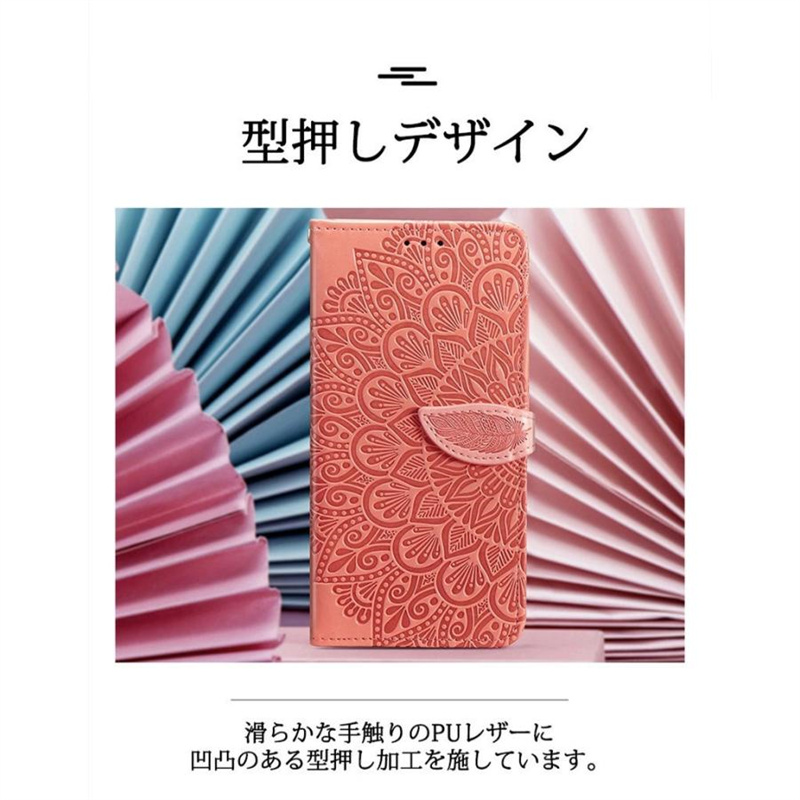 型押しデザイン
滑らかな手触りのPUレザーに
凹凸のある型押し加工を施しています。